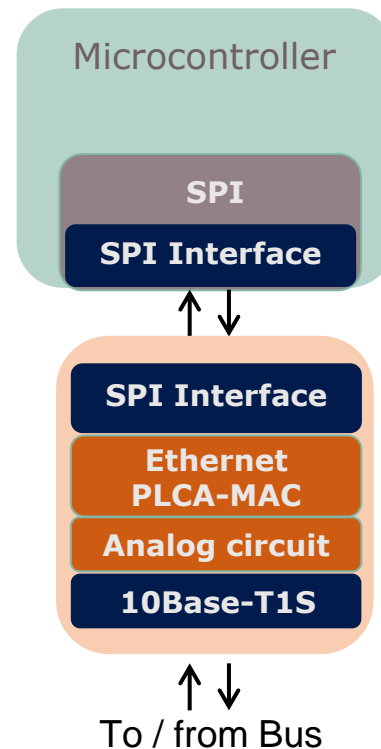 Microcontroller
SPI
SPI Interface
SPI Interface
Ethernet
PLCA-MAC
Analog circuit
10Base-T1S
To / from Bus